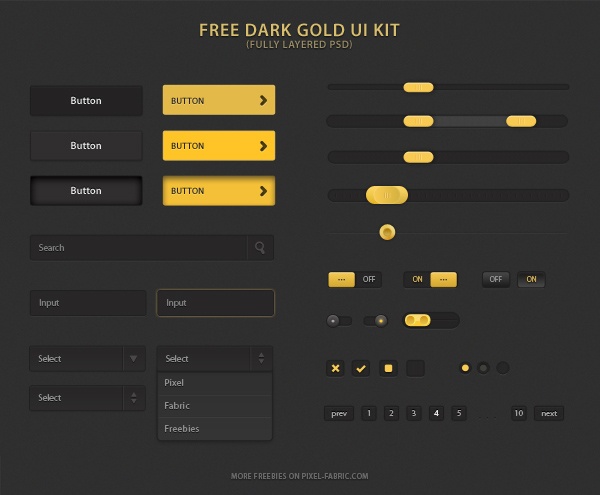 FREE DARK GOLD UI KIT
(FULLY LAYERED PSD)
Button
BUTTON
Button
BUTTON
Button
BUTTON
Search
Input
Input
Select
Select
Select
Pixel
Fabric
Freebies
OFF
ON
OFF
ON
prev 1 2 3 4 5 ... 10 next
MORE FREEBIES ON PIXEL-FABRIC.COM